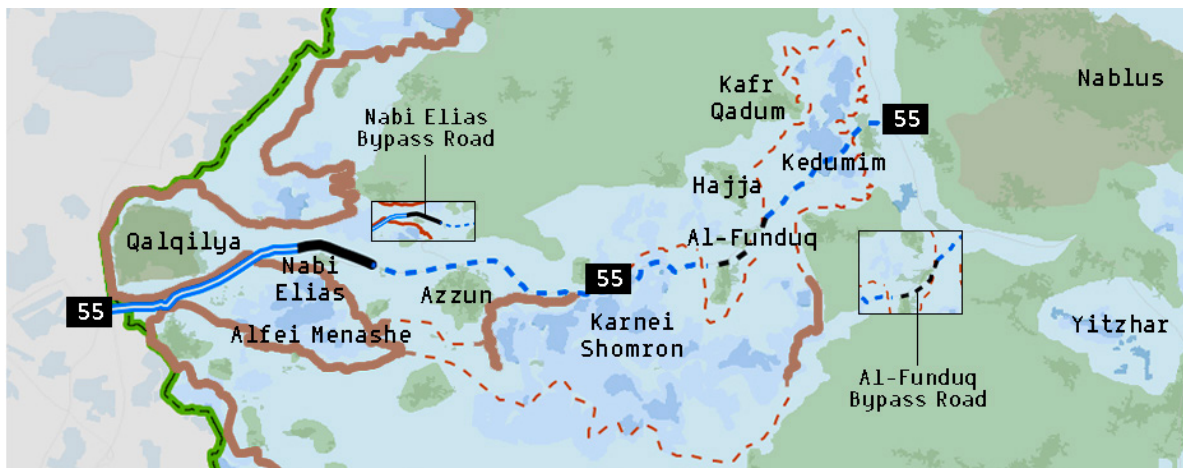 Nablus
Kafr
Qadum
55
Nabi Elias
Bypass Road
Kedumim
Hajja
Qalqilya
Al-Funduq
Nabi
Elias
55
Azzun
55
Alfei Menashe
Karnei
Shomron
Yitzhar
Al-Funduq
Bypass Road